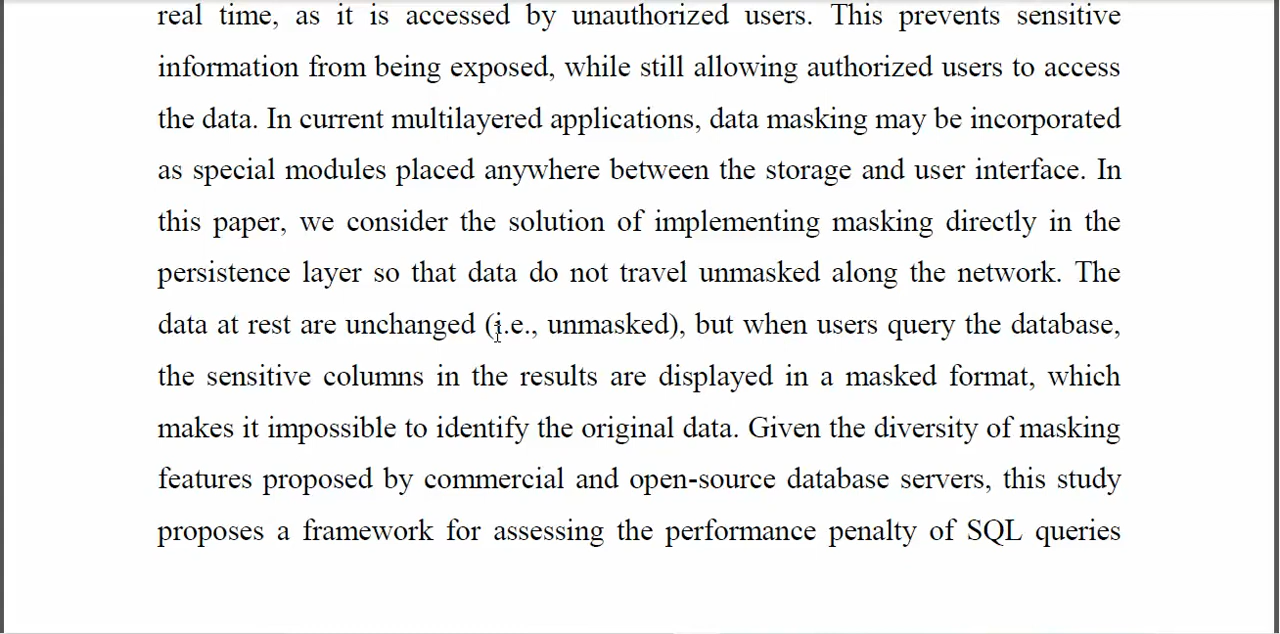 real time, as it is accessed by unauthorized users. This prevents sensitive
information from being exposed, while still allowing authorized users to access
the data. In current multilayered applications, data masking may be incorporated
as special modules placed anywhere between the storage and user interface. In
this paper, we consider the solution of implementing masking directly in the
persistence layer so that data do not travel unmasked along the network. The
data at rest are unchanged (i.e., unmasked), but when users query the database,
the sensitive columns in the results are displayed in a masked format, which
makes it impossible to identify the original data. Given the diversity of masking
features proposed by commercial and open-source database servers, this study
proposes a framework for assessing the performance penalty of SQL queries